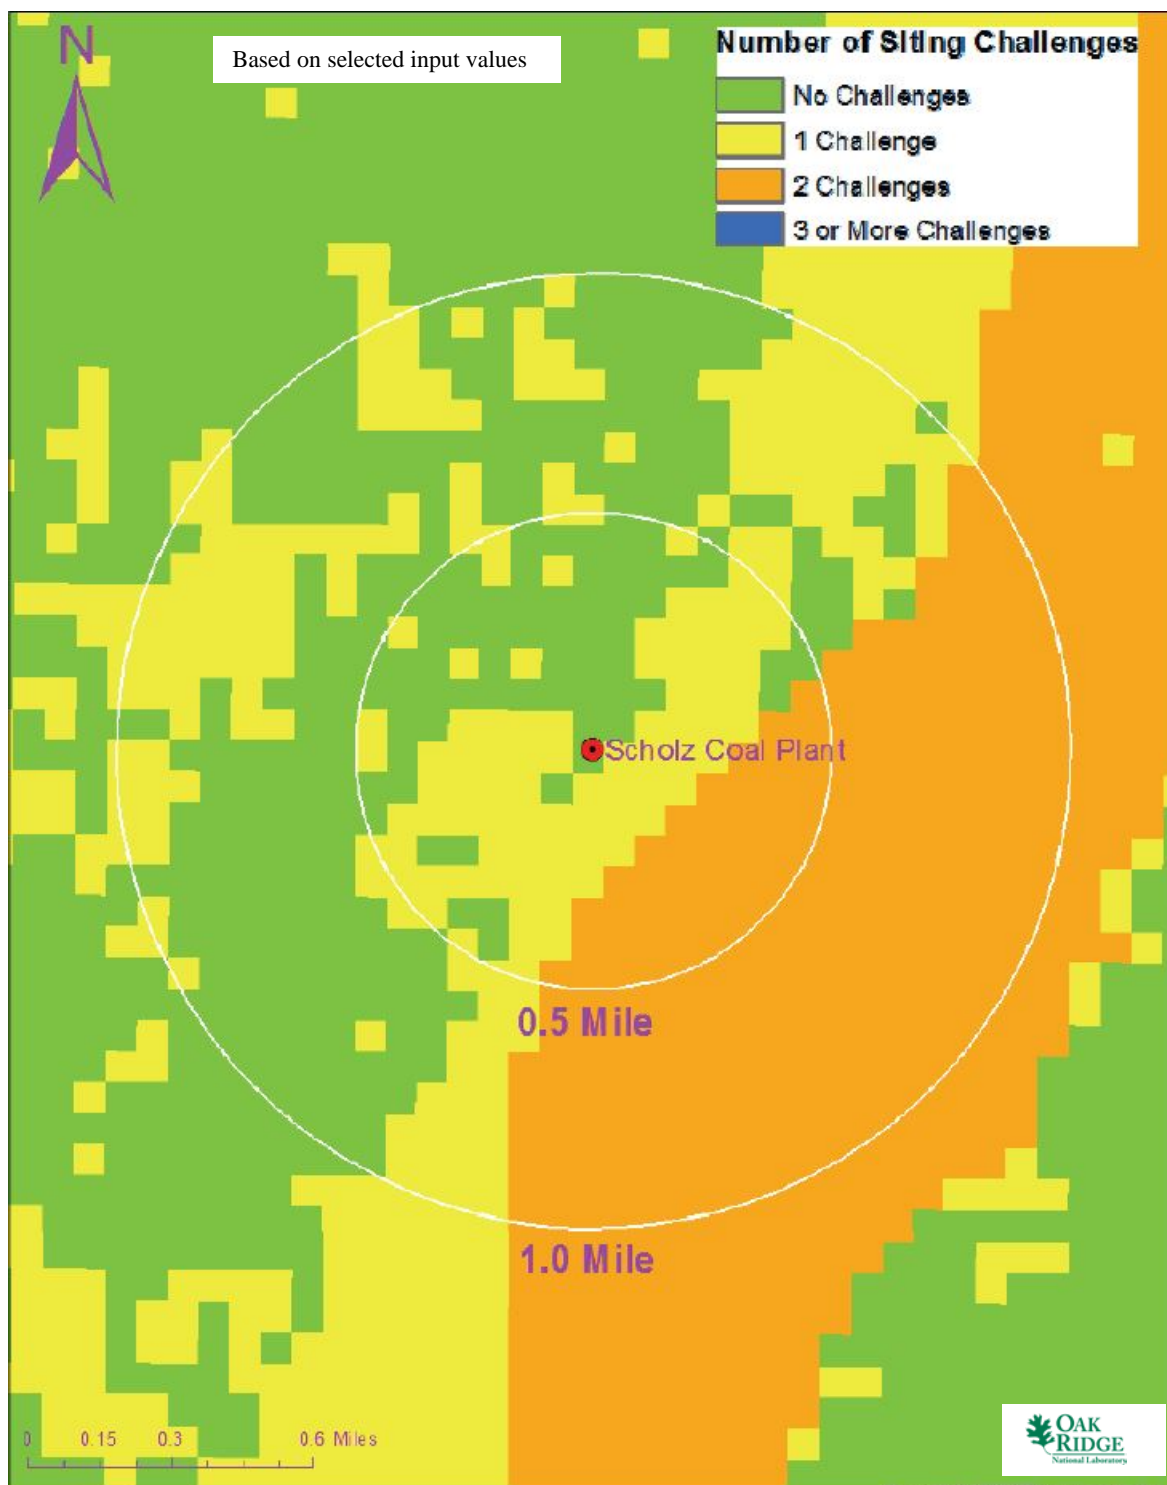 N
Based on selected input values
Number of Siting Challenges
No Challenges
1 Challenge
2 Challenges
3 or More Challenges
Scholz Coal Plant
0.5 Mile
1.0 Mile
0 0.15 0.3 0.6 Miles
OAK
RIDGE
National Laboratory